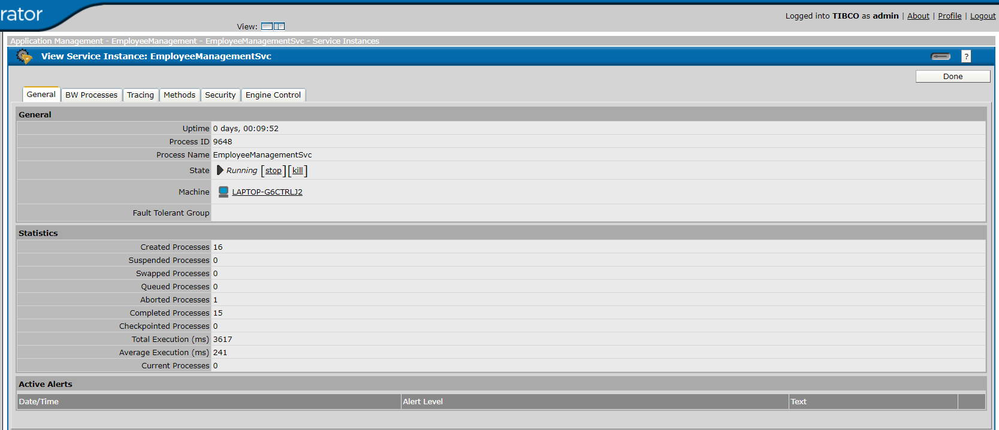 rator
Logged into TIBCO as admin | About | Profile | Logout
View:
Application Management - EmployeeManagement - EmployeeManagementSvc - Service Instances
View Service Instance: EmployeeManagementSvc
?
Done
General BW Processes Tracing Methods Security Engine Control
General
Uptime 0 days, 00:09:52
Process ID 9648
Process Name EmployeeManagementSvc
State Running [stop][kill]
Machine LAPTOP-G6CTRLJ2
Fault Tolerant Group
Statistics
Created Processes 16
Suspended Processes 0
Swapped Processes 0
Queued Processes 0
Aborted Processes 1
Completed Processes 15
Checkpointed Processes 0
Total Execution (ms) 3617
Average Execution (ms) 241
Current Processes 0
Active Alerts
Date/Time Alert Level Text